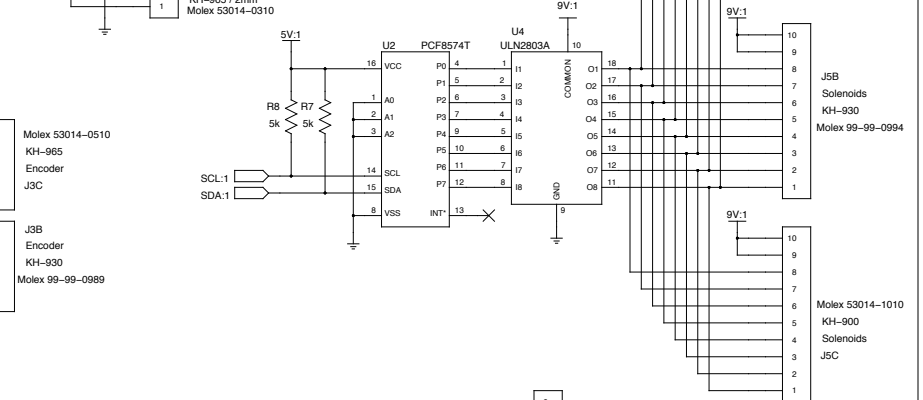 KH−965 / 2mm
1
Molex 53014−0310
5V:1
R8
5k
R7
5k
SCL:1
SDA:1
U2
PCF8574T
16 VCC P0 4
P1 5
1 A0 P2 6
2 A1 P3 7
3 A2 P4 9
P5 10
P6 11
14 SCL P7 12
15 SDA
8 VSS INT* 13
9V:1
U4
ULN2803A
10
COMMON
1 I1 O1 18
2 I2 O2 17
3 I3 O3 16
4 I4 O4 15
5 I5 O5 14
6 I6 O6 13
7 I7 O7 12
8 I8 O8 11
GND
9
9V:1
10
9
8
7
6
5
4
3
2
1
J5B
Solenoids
KH−930
Molex 99−99−0994
9V:1
10
9
8
7
6
5
4
3
2
1
Molex 53014−1010
KH−900
Solenoids
J5C
Molex 53014−0510
KH−965
Encoder
J3C
J3B
Encoder
KH−930
Molex 99−99−0989